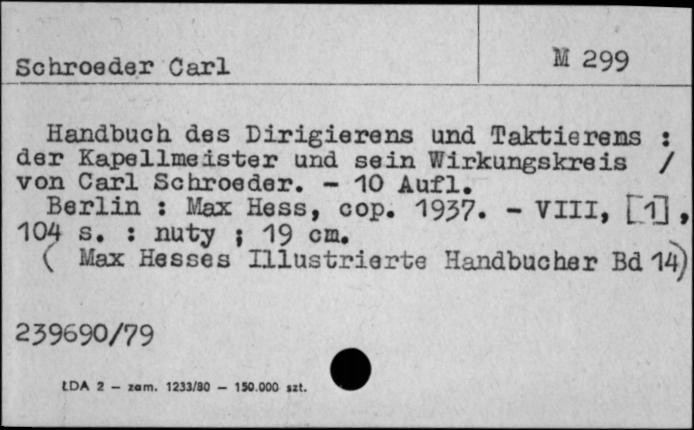 Schroeder Carl
M 299
Handbuch des Dirigierens und Taktierens :
der Kapellmeister und sein Wirkungskreis /
von Carl Schroeder. - 10 Aufl.
Berlin : Max Hess, cop. 1937. - VIII, [1],
104 s. : nuty ; 19 cm.
( Max Hesses Illustrierte Handbucher Bd 14)
239690/79
ŁDA 2 — zam. 1233/80 — 150.000 szt.